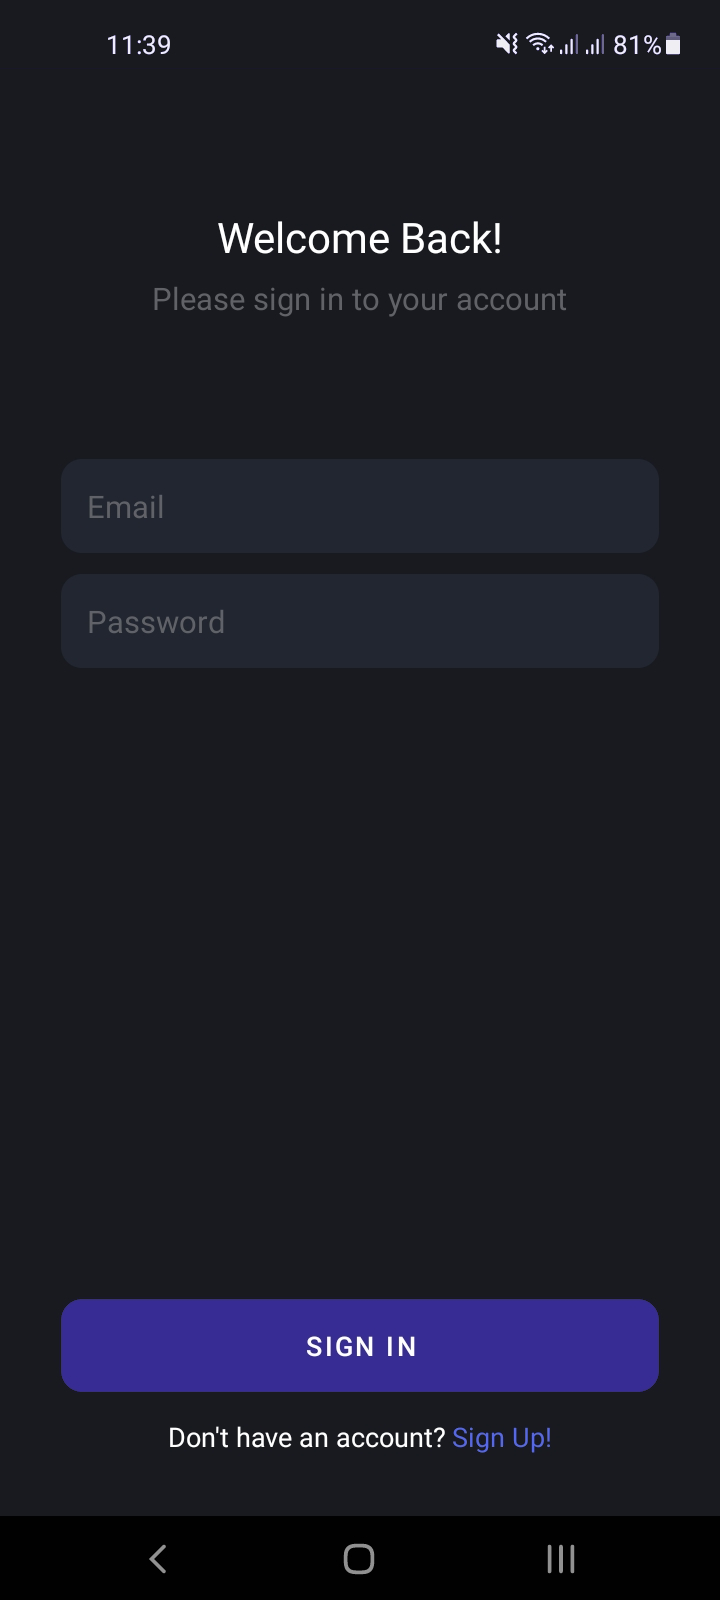 11:39 81%
Welcome Back!
Please sign in to your account
Email
Password
SIGN IN
Don't have an account? Sign Up!